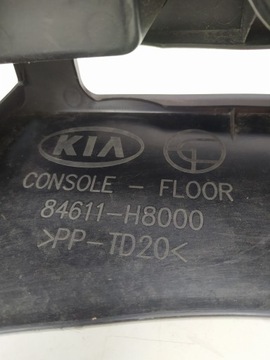 KIA
CONSOLE - FLOOR
84611-H8000
>PP-TD20<